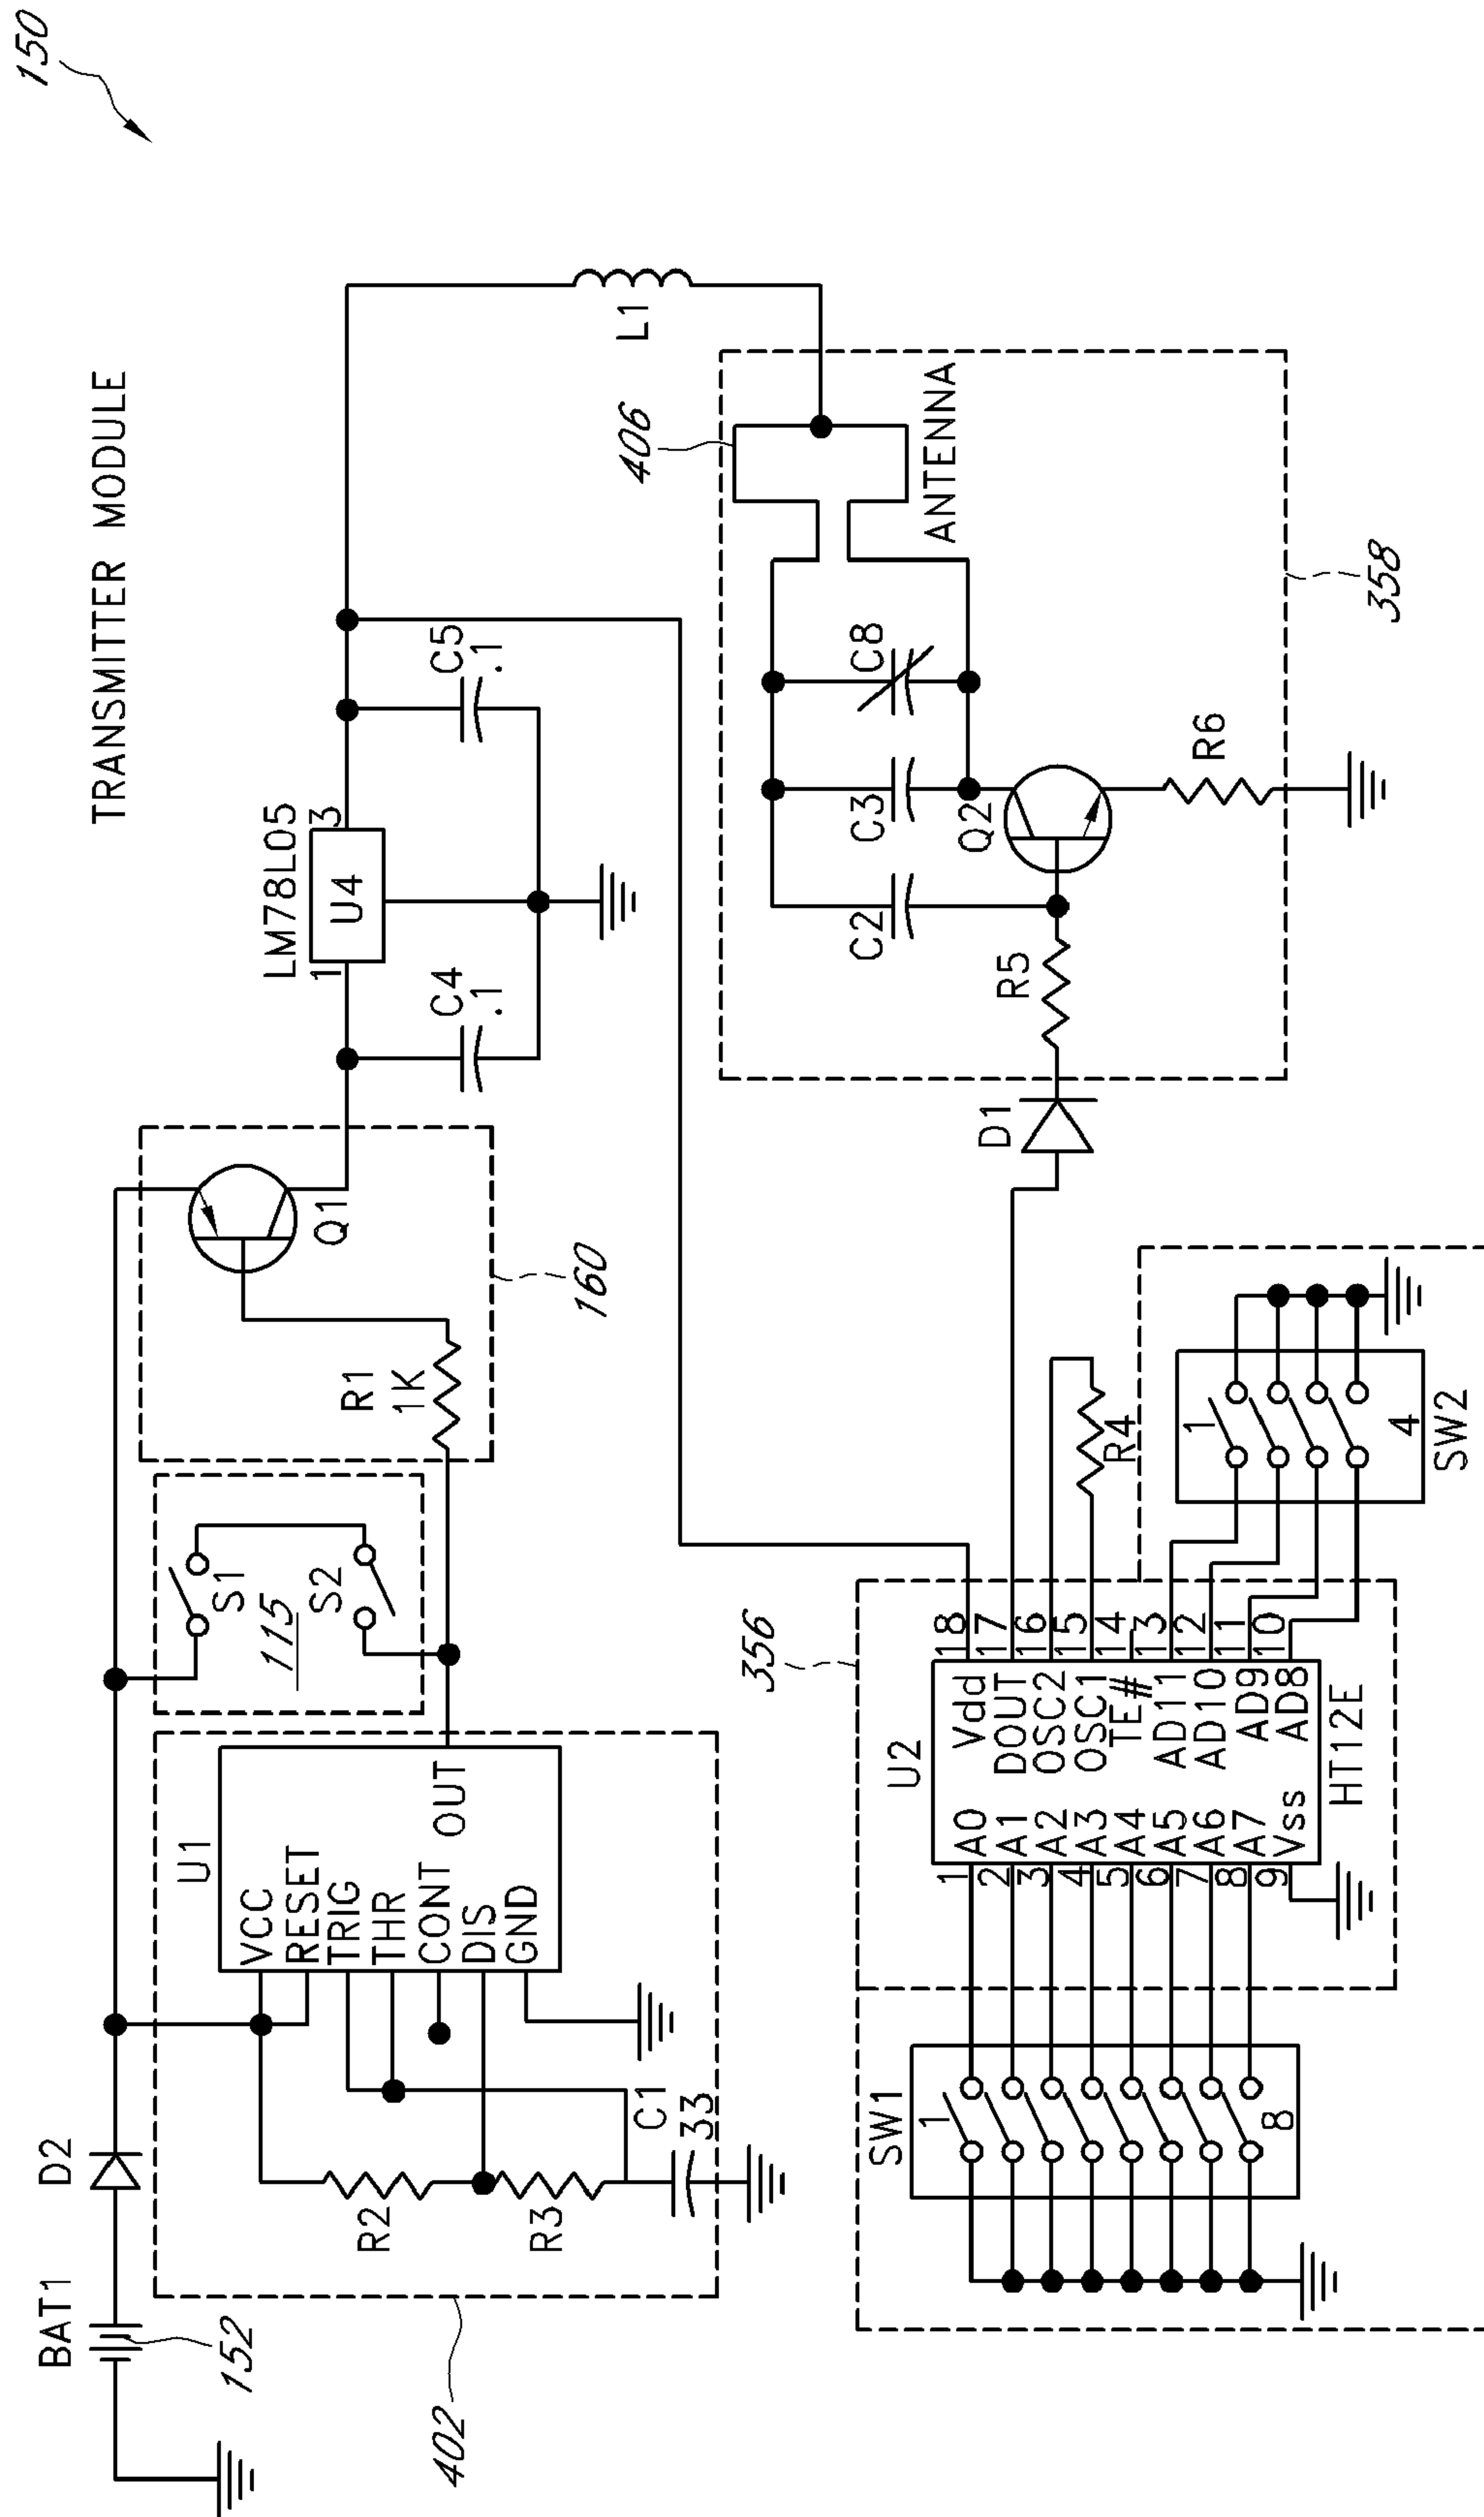 150
TRANSMITTER MODULE
BAT1
D2
152
402
U1
VCC
RESET
TRIG
THR
CONT
DIS
GND
OUT
R2
R3
C1
33
S1
115
S2
R1
1K
Q1
160
LM78L05
1
U4
3
C4
.1
C5
.1
L1
406
ANTENNA
C8
C3
C2
Q2
R5
R6
358
D1
356
U2
SW1
1
8
1
2
3
4
5
6
7
8
9
A0
A1
A2
A3
A4
A5
A6
A7
Vss
Vdd
DOUT
OSC2
OSC1
TE#
AD11
AD10
AD9
AD8
18
17
16
15
14
13
12
11
10
HT12E
R4
1
4
SW2